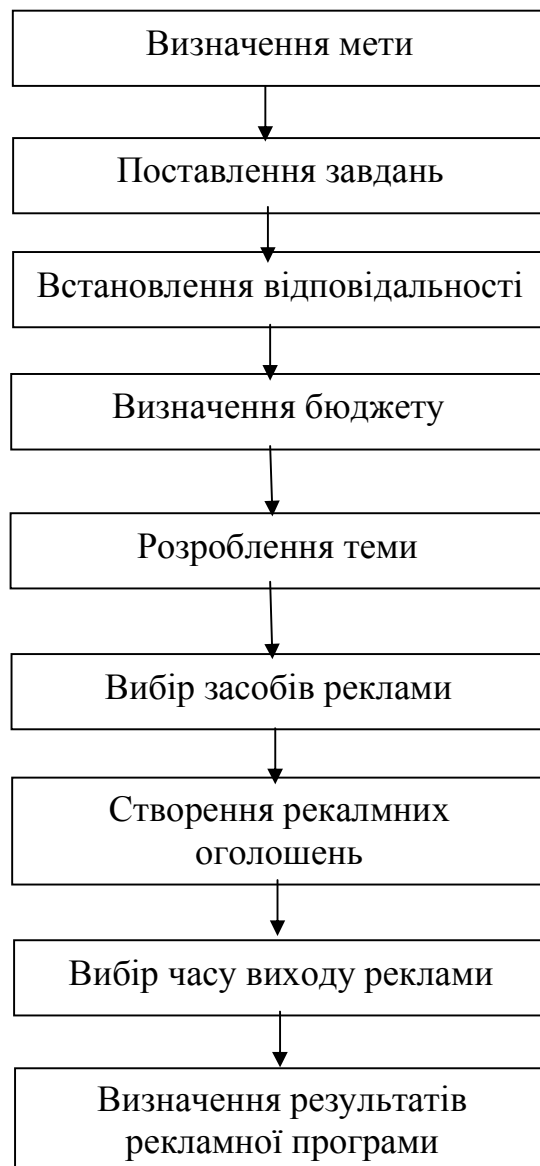 Визначення мети
Поставлення завдань
Встановлення відповідальності
Визначення бюджету
Розроблення теми
Вибір засобів реклами
Створення рекалмних
оголошень
Вибір часу виходу реклами
Визначення результатів
рекламної програми